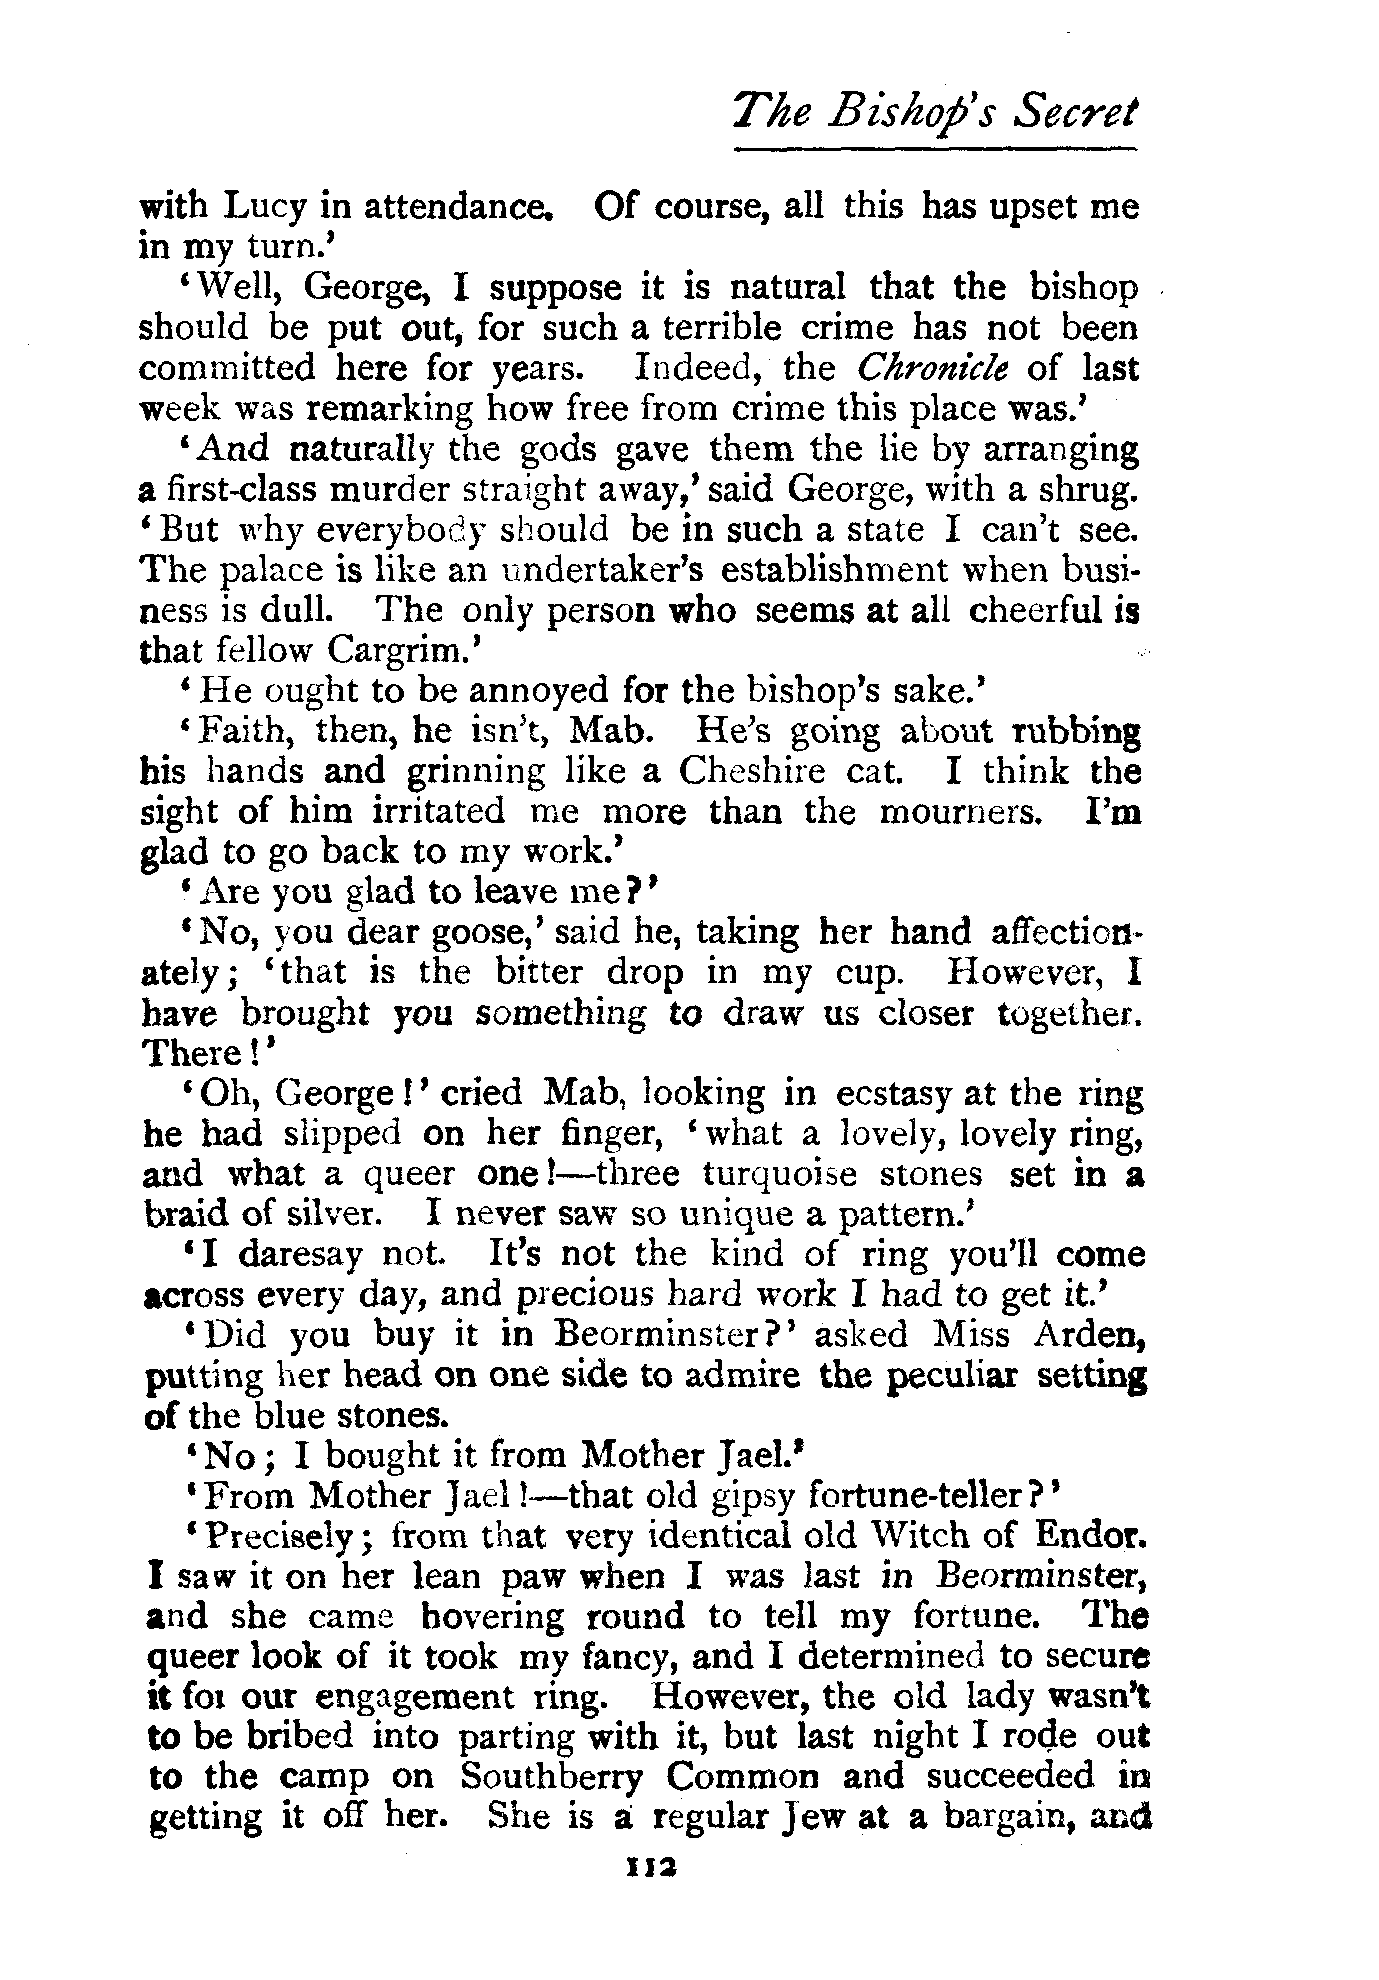 The Bishop's Secret
with Lucy in attendance. Of course, all this has upset me
in my turn.'
'Well, George, I suppose it is natural that the bishop
should be put out, for such a terrible crime has not been
committed here for years. Indeed, the Chronicle of last
week was remarking how free from crime this place was.'
'And naturally the gods gave them the lie by arranging
a first-class murder straight away,' said George, with a shrug.
'But why everybody should be in such a state I can't see.
The palace is like an undertaker's establishment when busi-
ness is dull. The only person who seems at all cheerful is
that fellow Cargrim.'
'He ought to be annoyed for the bishop's sake.'
'Faith, then, he isn't, Mab. He's going about rubbing
his hands and grinning like a Cheshire cat. I think the
sight of him irritated me more than the mourners. I'm
glad to go back to my work.'
'Are you glad to leave me?'
'No, you dear goose,' said he, taking her hand affection-
ately; 'that is the bitter drop in my cup. However, I
have brought you something to draw us closer together.
There!'
'Oh, George!' cried Mab, looking in ecstasy at the ring
he had slipped on her finger, 'what a lovely, lovely ring,
and what a queer one!—three turquoise stones set in a
braid of silver. I never saw so unique a pattern.'
'I daresay not. It's not the kind of ring you'll come
across every day, and precious hard work I had to get it.'
'Did you buy it in Beorminster?' asked Miss Arden,
putting her head on one side to admire the peculiar setting
of the blue stones.
'No; I bought it from Mother Jael.'
'From Mother Jael!—that old gipsy fortune-teller?'
'Precisely; from that very identical old Witch of Endor.
I saw it on her lean paw when I was last in Beorminster,
and she came hovering round to tell my fortune. The
queer look of it took my fancy, and I determined to secure
it for our engagement ring. However, the old lady wasn't
to be bribed into parting with it, but last night I rode out
to the camp on Southberry Common and succeeded in
getting it off her. She is a regular Jew at a bargain, and
112